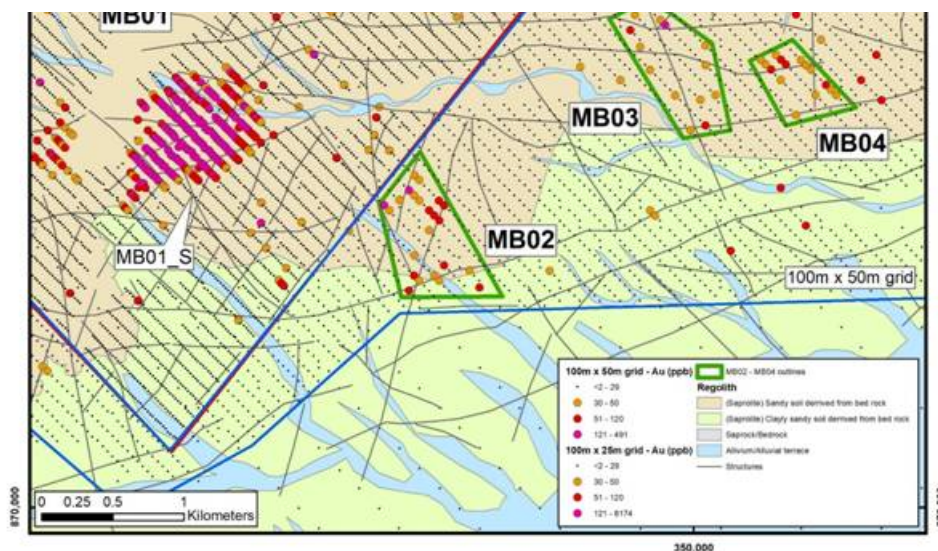 MB01
MB03
MB04
MB02
MB01_S
100m x 50m grid
100m x 50m grid - Au (ppb)
<2 - 29
30 - 50
51 - 120
121 - 491
100m x 25m grid - Au (ppb)
<2 - 29
30 - 50
51 - 120
121 - 8174
MB02 - MB04 outlines
Regolith
(Saprolite) Sandy soil derived from bed rock
(Saprolite) Clayy sandy soil derived from bed rock
Saprock/Bedrock
Allivium/Alluvial terrace
Structures
0 0.25 0.5 1
Kilometers
870,000
350,000